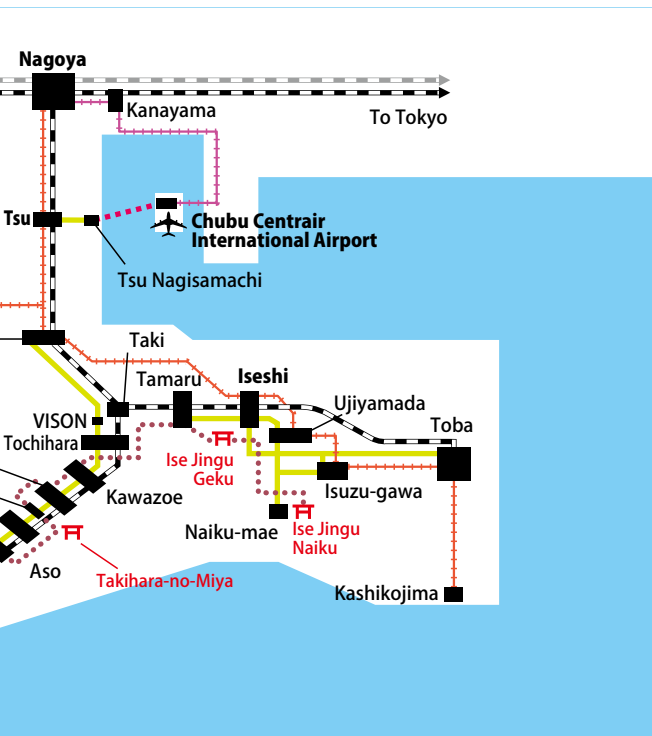 Nagoya
Kanayama
To Tokyo
Tsu
Chubu Centrair
International Airport
Tsu Nagisamachi
Taki
Tamaru
Iseshi
Ujiyamada
VISON
Toba
Tochihara
Ise Jingu
Geku
Isuzu-gawa
Kawazoe
Naiku-mae
Ise Jingu
Naiku
Aso
Takihara-no-Miya
Kashikojima